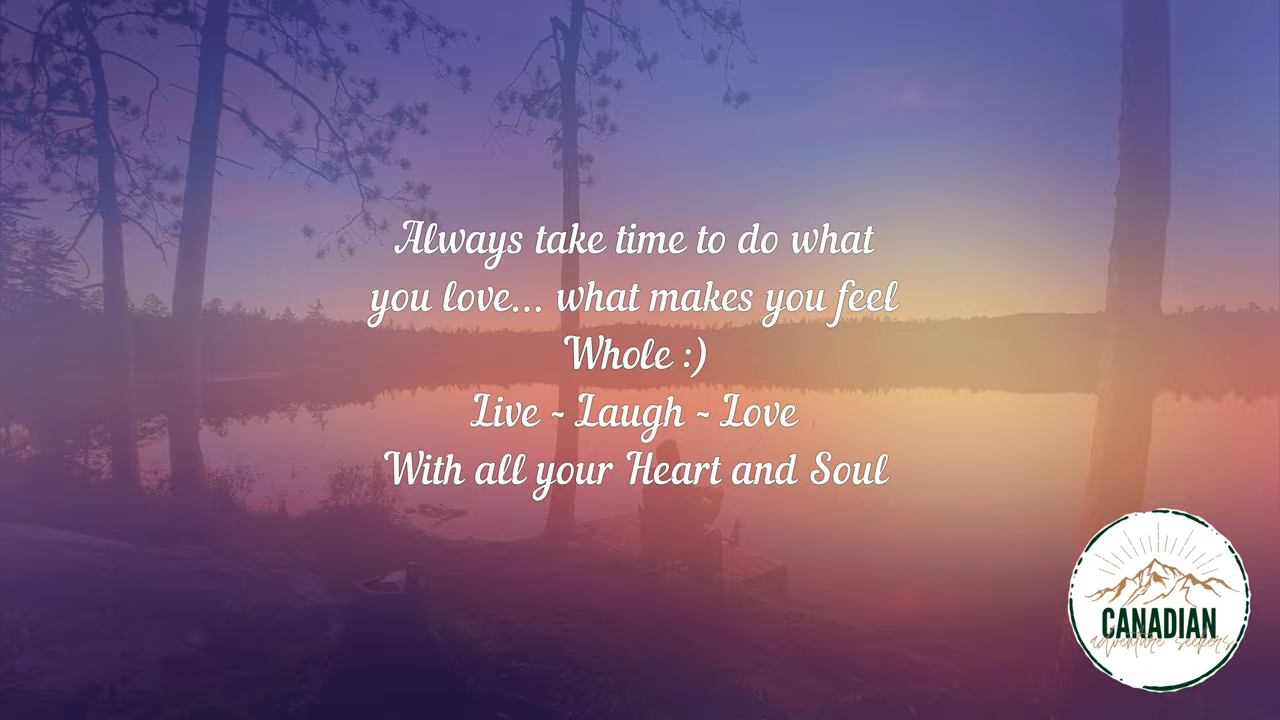 Always take time to do what
you love... what makes you feel
Whole :)
Live ~ Laugh ~ Love
With all your Heart and Soul
CANADIAN
adventure seekers